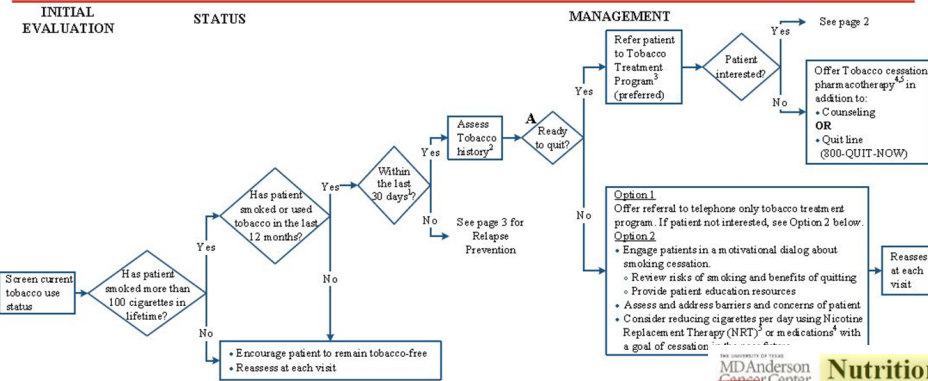 INITIAL
EVALUATION
STATUS
MANAGEMENT
Screen current
tobacco use
status
Has patient
smoked more than
100 cigarettes in
lifetime?
Yes
No
Has patient
smoked or used
tobacco in the last
12 months?
Yes
No
• Encourage patient to remain tobacco-free
• Reassess at each visit
Within
the last
30 days¹?
Yes
No
See page 3 for
Relapse
Prevention
Assess
Tobacco
history²
A
Ready
to quit?
Yes
No
Refer patient
to Tobacco
Treatment
Program³
(preferred)
Patient
interested?
Yes
See page 2
No
Offer Tobacco cessation
pharmacotherapy⁴,⁵ in
addition to:
• Counseling
OR
• Quit line
(800-QUIT-NOW)
Option 1
Offer referral to telephone only tobacco treatment
program. If patient not interested, see Option 2 below.
Option 2
• Engage patients in a motivational dialog about
smoking cessation.
○ Review risks of smoking and benefits of quitting
○ Provide patient education resources
• Assess and address barriers and concerns of patient
• Consider reducing cigarettes per day using Nicotine
Replacement Therapy (NRT)⁵ or medications⁴ with
a goal of cessation
Reasses
at each
visit
THE UNIVERSITY OF TEXAS
MD Anderson
Cancer Center
Nutrition